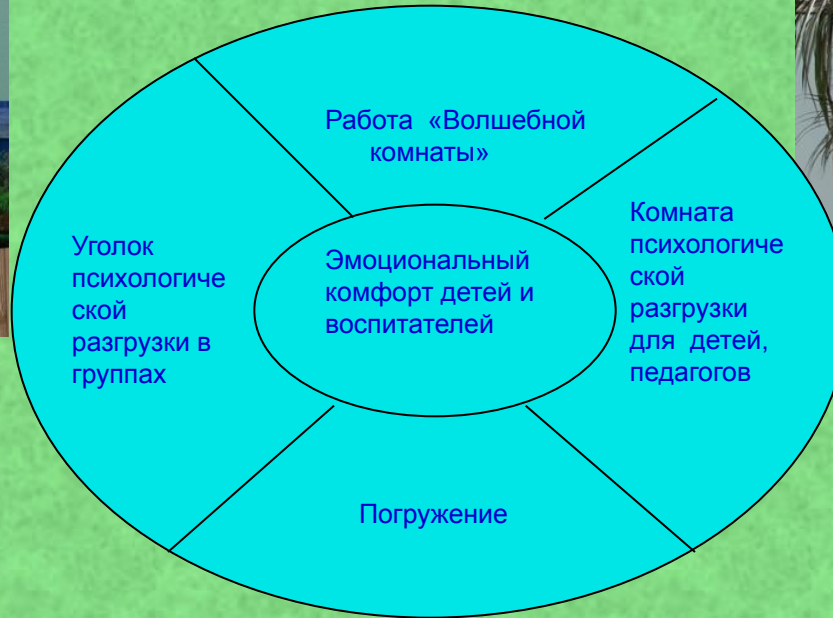 Работа «Волшебной
комнаты»
Уголок
психологиче
ской
разгрузки в
группах
Эмоциональный
комфорт детей и
воспитателей
Комната
психологиче
ской
разгрузки
для детей,
педагогов
Погружение